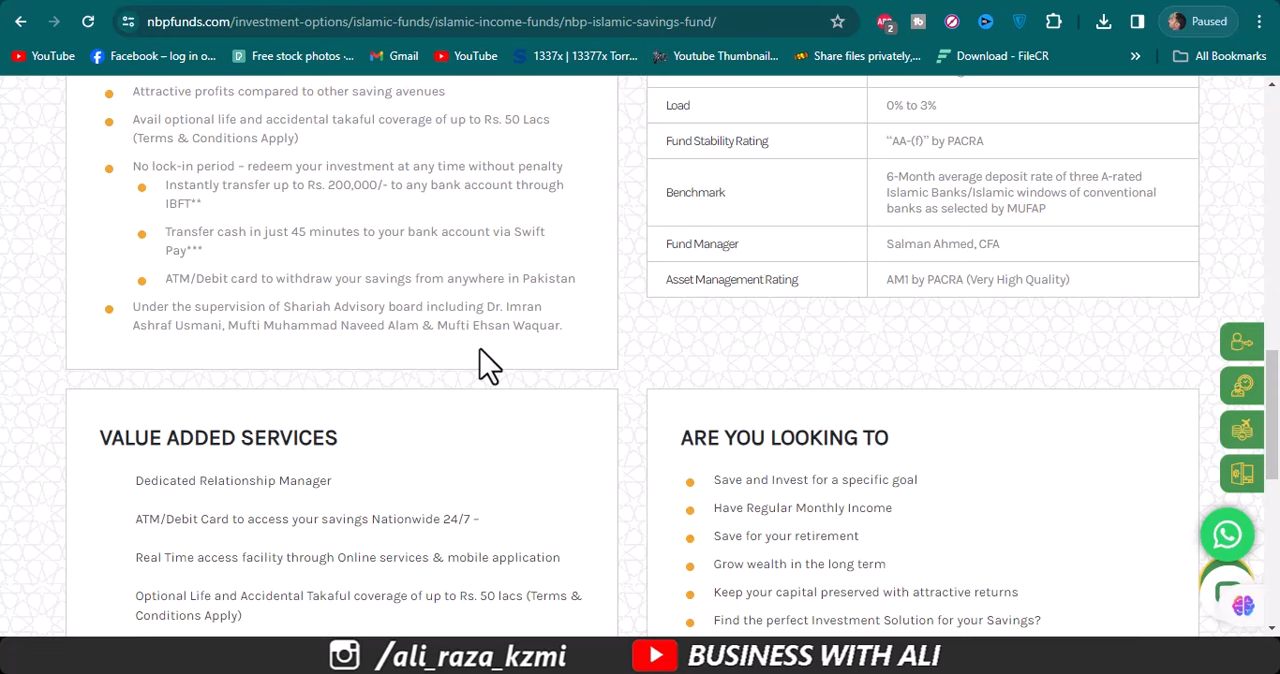 nbpfunds.com/investment-options/islamic-funds/islamic-income-funds/nbp-islamic-savings-fund/
2
Paused
YouTube
Facebook – log in o...
Free stock photos ·...
Gmail
YouTube
1337x | 13377x Torr...
Youtube Thumbnail...
Share files privately,...
Download - FileCR
»
All Bookmarks
Attractive profits compared to other saving avenues
Avail optional life and accidental takaful coverage of up to Rs. 50 Lacs
(Terms & Conditions Apply)
No lock-in period – redeem your investment at any time without penalty
Instantly transfer up to Rs. 200,000/- to any bank account through
IBFT**
Transfer cash in just 45 minutes to your bank account via Swift
Pay***
ATM/Debit card to withdraw your savings from anywhere in Pakistan
Under the supervision of Shariah Advisory board including Dr. Imran
Ashraf Usmani, Mufti Muhammad Naveed Alam & Mufti Ehsan Waquar.
Load
0% to 3%
Fund Stability Rating
“AA-(f)” by PACRA
Benchmark
6-Month average deposit rate of three A-rated
Islamic Banks/Islamic windows of conventional
banks as selected by MUFAP
Fund Manager
Salman Ahmed, CFA
Asset Management Rating
AM1 by PACRA (Very High Quality)
VALUE ADDED SERVICES
Dedicated Relationship Manager
ATM/Debit Card to access your savings Nationwide 24/7 –
Real Time access facility through Online services & mobile application
Optional Life and Accidental Takaful coverage of up to Rs. 50 lacs (Terms &
Conditions Apply)
ARE YOU LOOKING TO
Save and Invest for a specific goal
Have Regular Monthly Income
Save for your retirement
Grow wealth in the long term
Keep your capital preserved with attractive returns
Find the perfect Investment Solution for your Savings?
/ali_raza_kzmi
BUSINESS WITH ALI